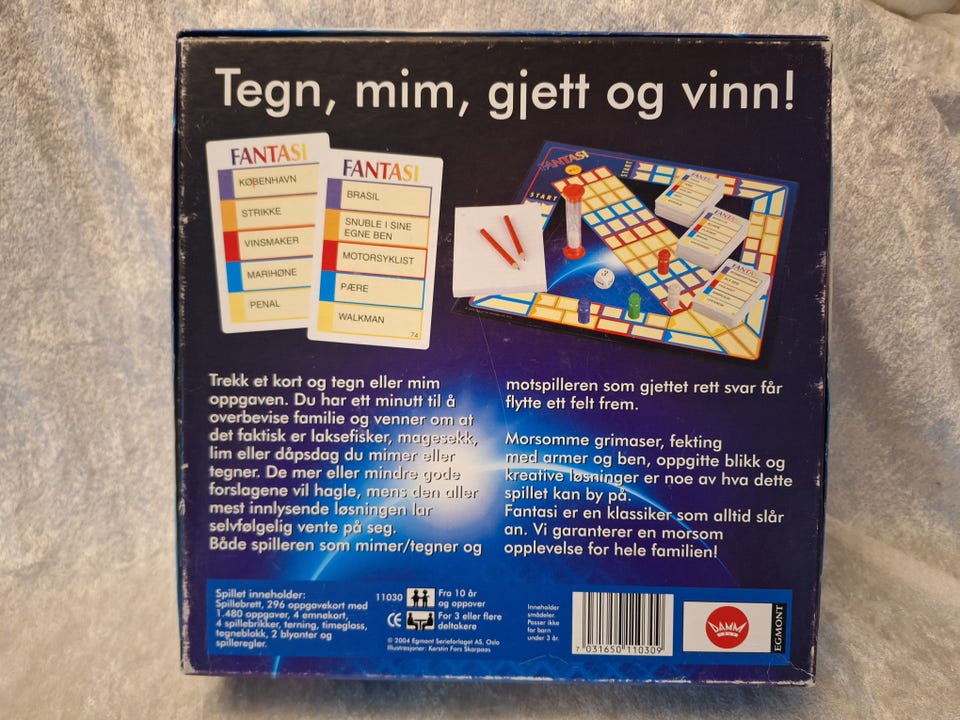 Tegn, mim, gjett og vinn!
FANTASI
KØBENHAVN
STRIKKE
VINSMAKER
MARIHØNE
PENAL
FANTASI
BRASIL
SNUBLE I SINE
EGNE BEN
MOTORSYKLIST
PÆRE
WALKMAN
74
FANTASI
START
START
3
FANTASI
Trekk et kort og tegn eller mim
oppgaven. Du har ett minutt til å
overbevise familie og venner om at
det faktisk er laksefisker, magesekk,
lim eller dåpsdag du mimer eller
tegner. De mer eller mindre gode
forslagene vil hagle, mens den aller
mest innlysende løsningen lar
selvfølgelig vente på seg.
Både spilleren som mimer/tegner og
motspilleren som gjettet rett svar får
flytte ett felt frem.
Morsomme grimaser, fekting
med armer og ben, oppgitte blikk og
kreative løsninger er noe av hva dette
spillet kan by på.
Fantasi er en klassiker som alltid slår
an. Vi garanterer en morsom
opplevelse for hele familien!
Spillet inneholder:
Spillebrett, 296 oppgavekort med
1.480 oppgaver, 4 emnekort,
4 spillebrikker, terning, timeglass,
tegneblokk, 2 blyanter og
spilleregler.
11030
Fra 10 år
og oppover
CE
For 3 eller flere
deltakere
© 2004 Egmont Serieforlaget AS, Oslo
Illustrasjoner: Kerstin Fors Skarpaas
Inneholder
smådeler.
Passer ikke
for barn
under 3 år.
7 031650 110309
DAMM
EGMONT